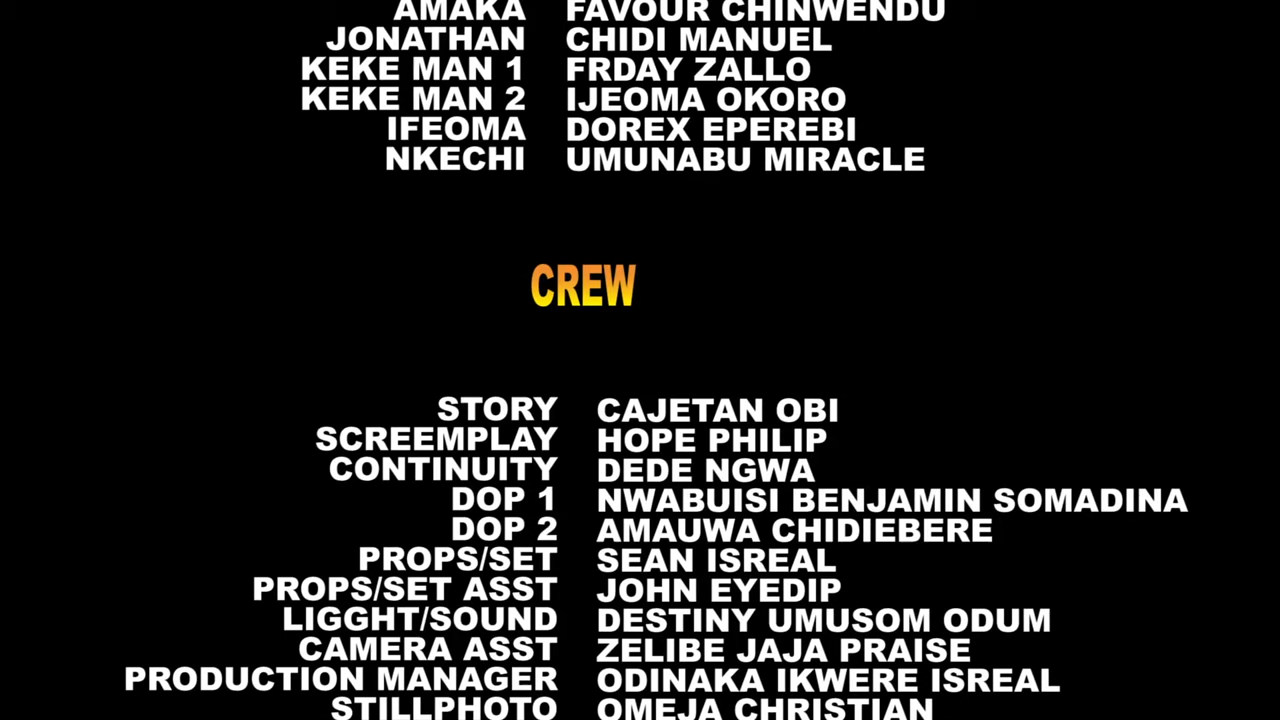 AMAKA FAVOUR CHINWENDU
JONATHAN CHIDI MANUEL
KEKE MAN 1 FRDAY ZALLO
KEKE MAN 2 IJEOMA OKORO
IFEOMA DOREX EPEREBI
NKECHI UMUNABU MIRACLE
CREW
STORY CAJETAN OBI
SCREEMPLAY HOPE PHILIP
CONTINUITY DEDE NGWA
DOP 1 NWABUISI BENJAMIN SOMADINA
DOP 2 AMAUWA CHIDIEBERE
PROPS/SET SEAN ISREAL
PROPS/SET ASST JOHN EYEDIP
LIGGHT/SOUND DESTINY UMUSOM ODUM
CAMERA ASST ZELIBE JAJA PRAISE
PRODUCTION MANAGER ODINAKA IKWERE ISREAL
STILLPHOTO OMEJA CHRISTIAN